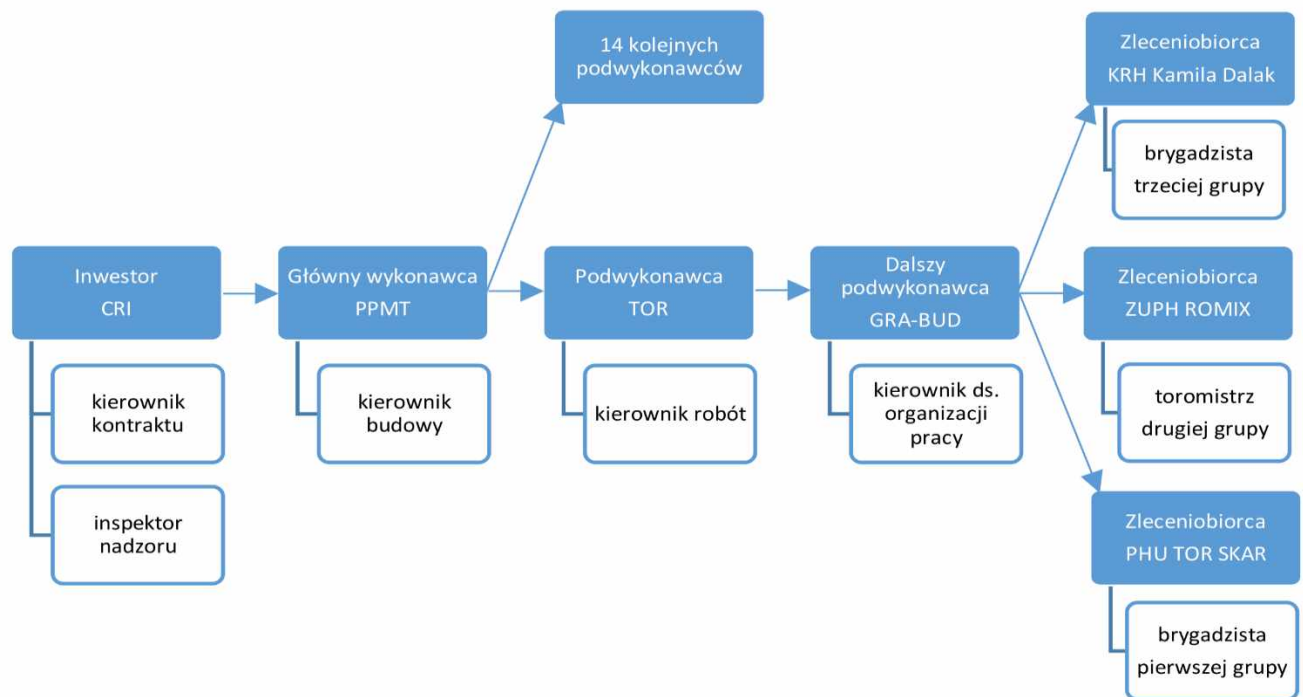 14 kolejnych
podwykonawców
Zleceniobiorca
KRH Kamila Dalak
brygadzista
trzeciej grupy
Inwestor
CRI
kierownik
kontraktu
inspektor
nadzoru
Główny wykonawca
PPMT
kierownik
budowy
Podwykonawca
TOR
kierownik robót
Dalszy
podwykonawca
GRA-BUD
kierownik ds.
organizacji
pracy
Zleceniobiorca
ZUPH ROMIX
toromistrz
drugiej grupy
Zleceniobiorca
PHU TOR SKAR
brygadzista
pierwszej grupy